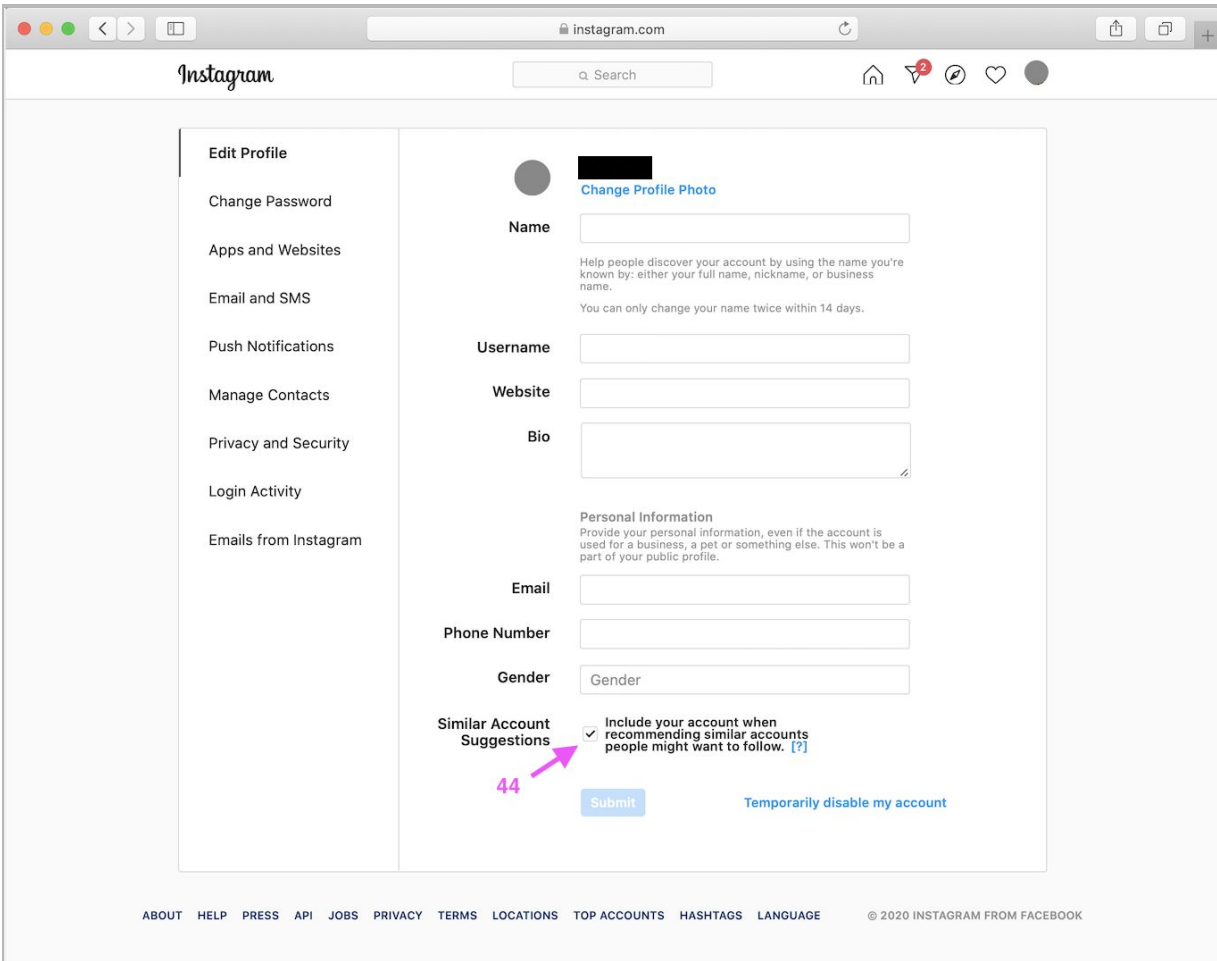 instagram.com
Instagram
Search
2
Edit Profile
Change Password
Apps and Websites
Email and SMS
Push Notifications
Manage Contacts
Privacy and Security
Login Activity
Emails from Instagram
Change Profile Photo
Name
Help people discover your account by using the name you're
known by: either your full name, nickname, or business
name.
You can only change your name twice within 14 days.
Username
Website
Bio
Personal Information
Provide your personal information, even if the account is
used for a business, a pet or something else. This won't be a
part of your public profile.
Email
Phone Number
Gender
Gender
Similar Account
Suggestions
Include your account when
recommending similar accounts
people might want to follow. [?]
44
Submit
Temporarily disable my account
ABOUT HELP PRESS API JOBS PRIVACY TERMS LOCATIONS TOP ACCOUNTS HASHTAGS LANGUAGE © 2020 INSTAGRAM FROM FACEBOOK